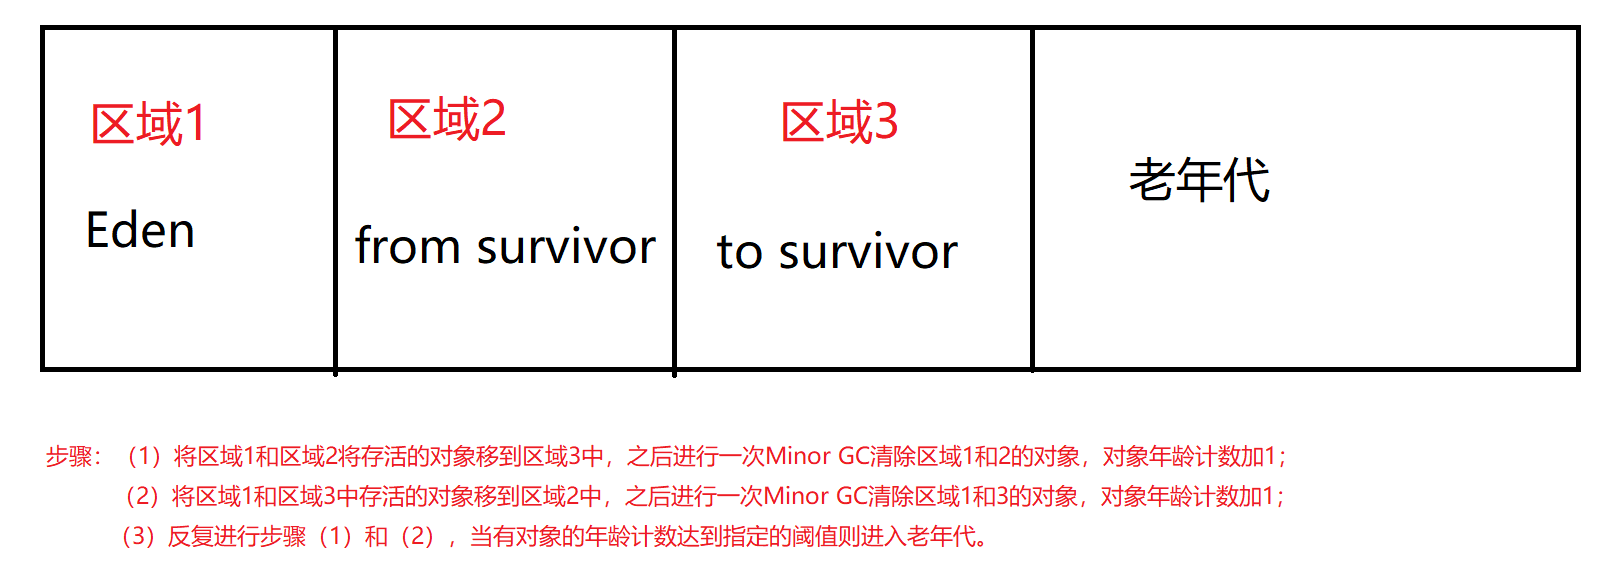 区域1
区域2
区域3
老年代
Eden
from survivor
to survivor
步骤：（1）将区域1和区域2将存活的对象移到区域3中，之后进行一次Minor GC清除区域1和2的对象，对象年龄计数加1；
（2）将区域1和区域3中存活的对象移到区域2中，之后进行一次Minor GC清除区域1和3的对象，对象年龄计数加1；
（3）反复进行步骤（1）和（2），当有对象的年龄计数达到指定的阈值则进入老年代。